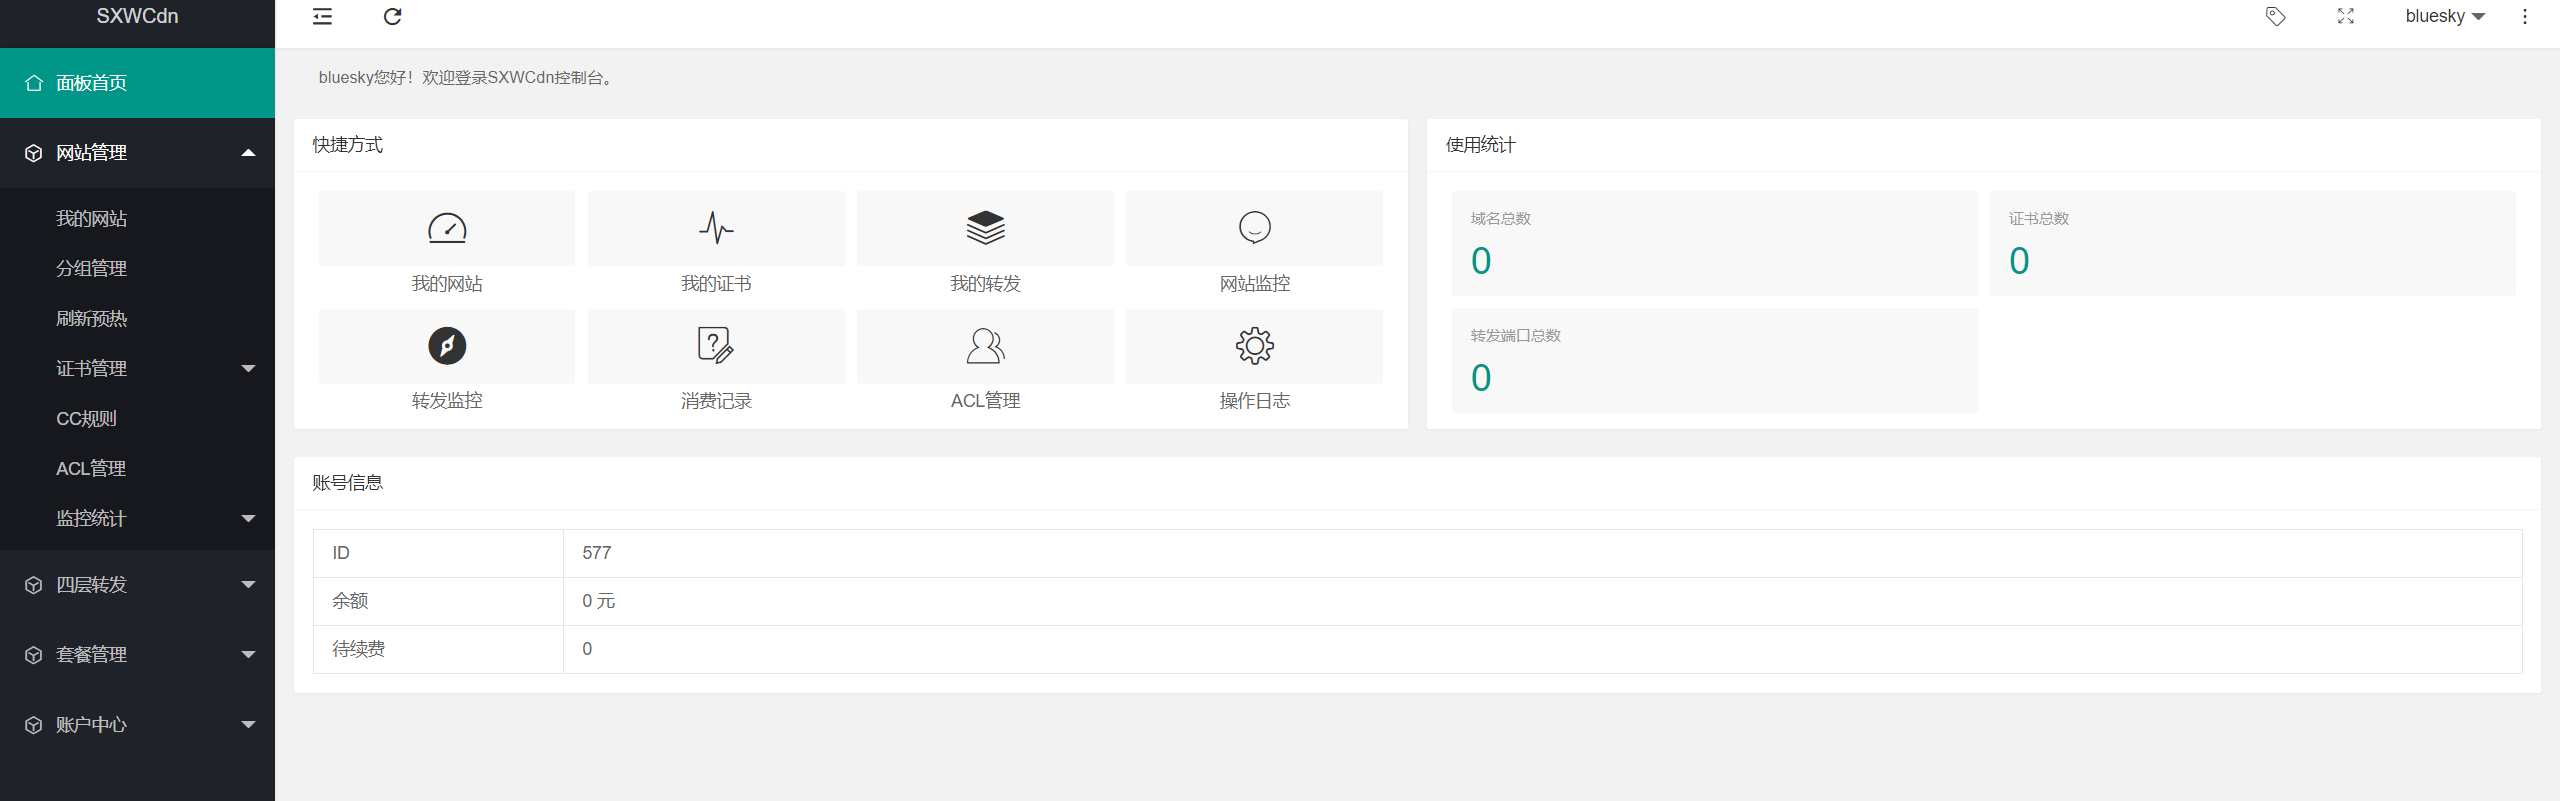 SXWCdn
bluesky
面板首页
网站管理
我的网站
分组管理
刷新预热
证书管理
CC规则
ACL管理
监控统计
四层转发
套餐管理
账户中心
bluesky您好！欢迎登录SXWCdn控制台。
快捷方式
我的网站
我的证书
我的转发
网站监控
转发监控
消费记录
ACL管理
操作日志
使用统计
域名总数
0
证书总数
0
转发端口总数
0
账号信息
ID 577
余额 0 元
待续费 0